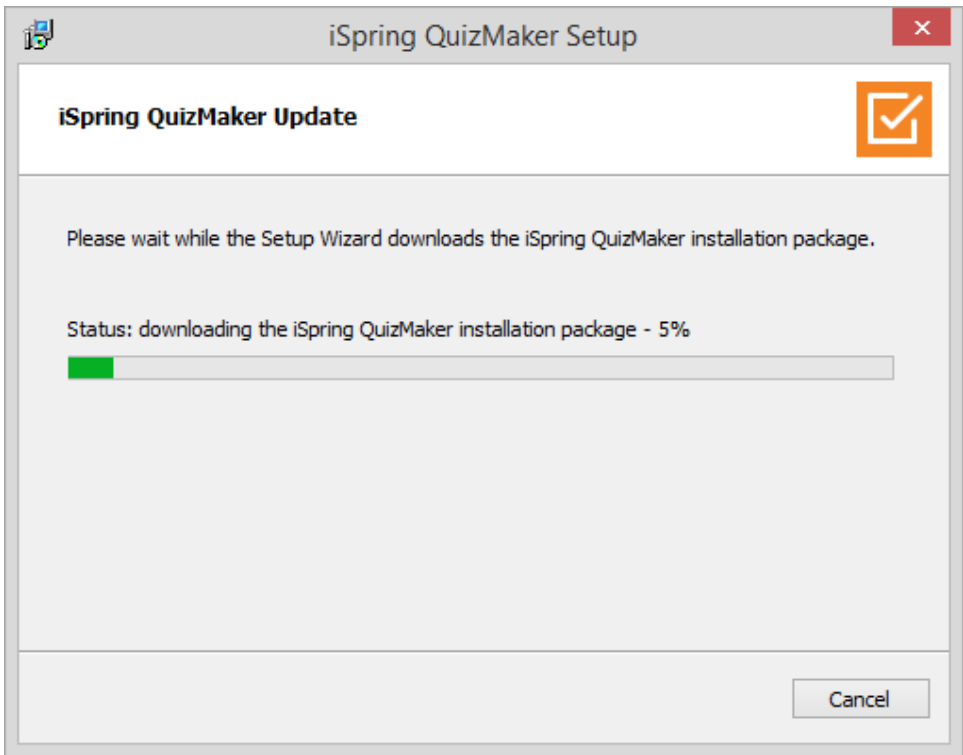 iSpring QuizMaker Setup
iSpring QuizMaker Update
Please wait while the Setup Wizard downloads the iSpring QuizMaker installation package.
Status: downloading the iSpring QuizMaker installation package - 5%
Cancel